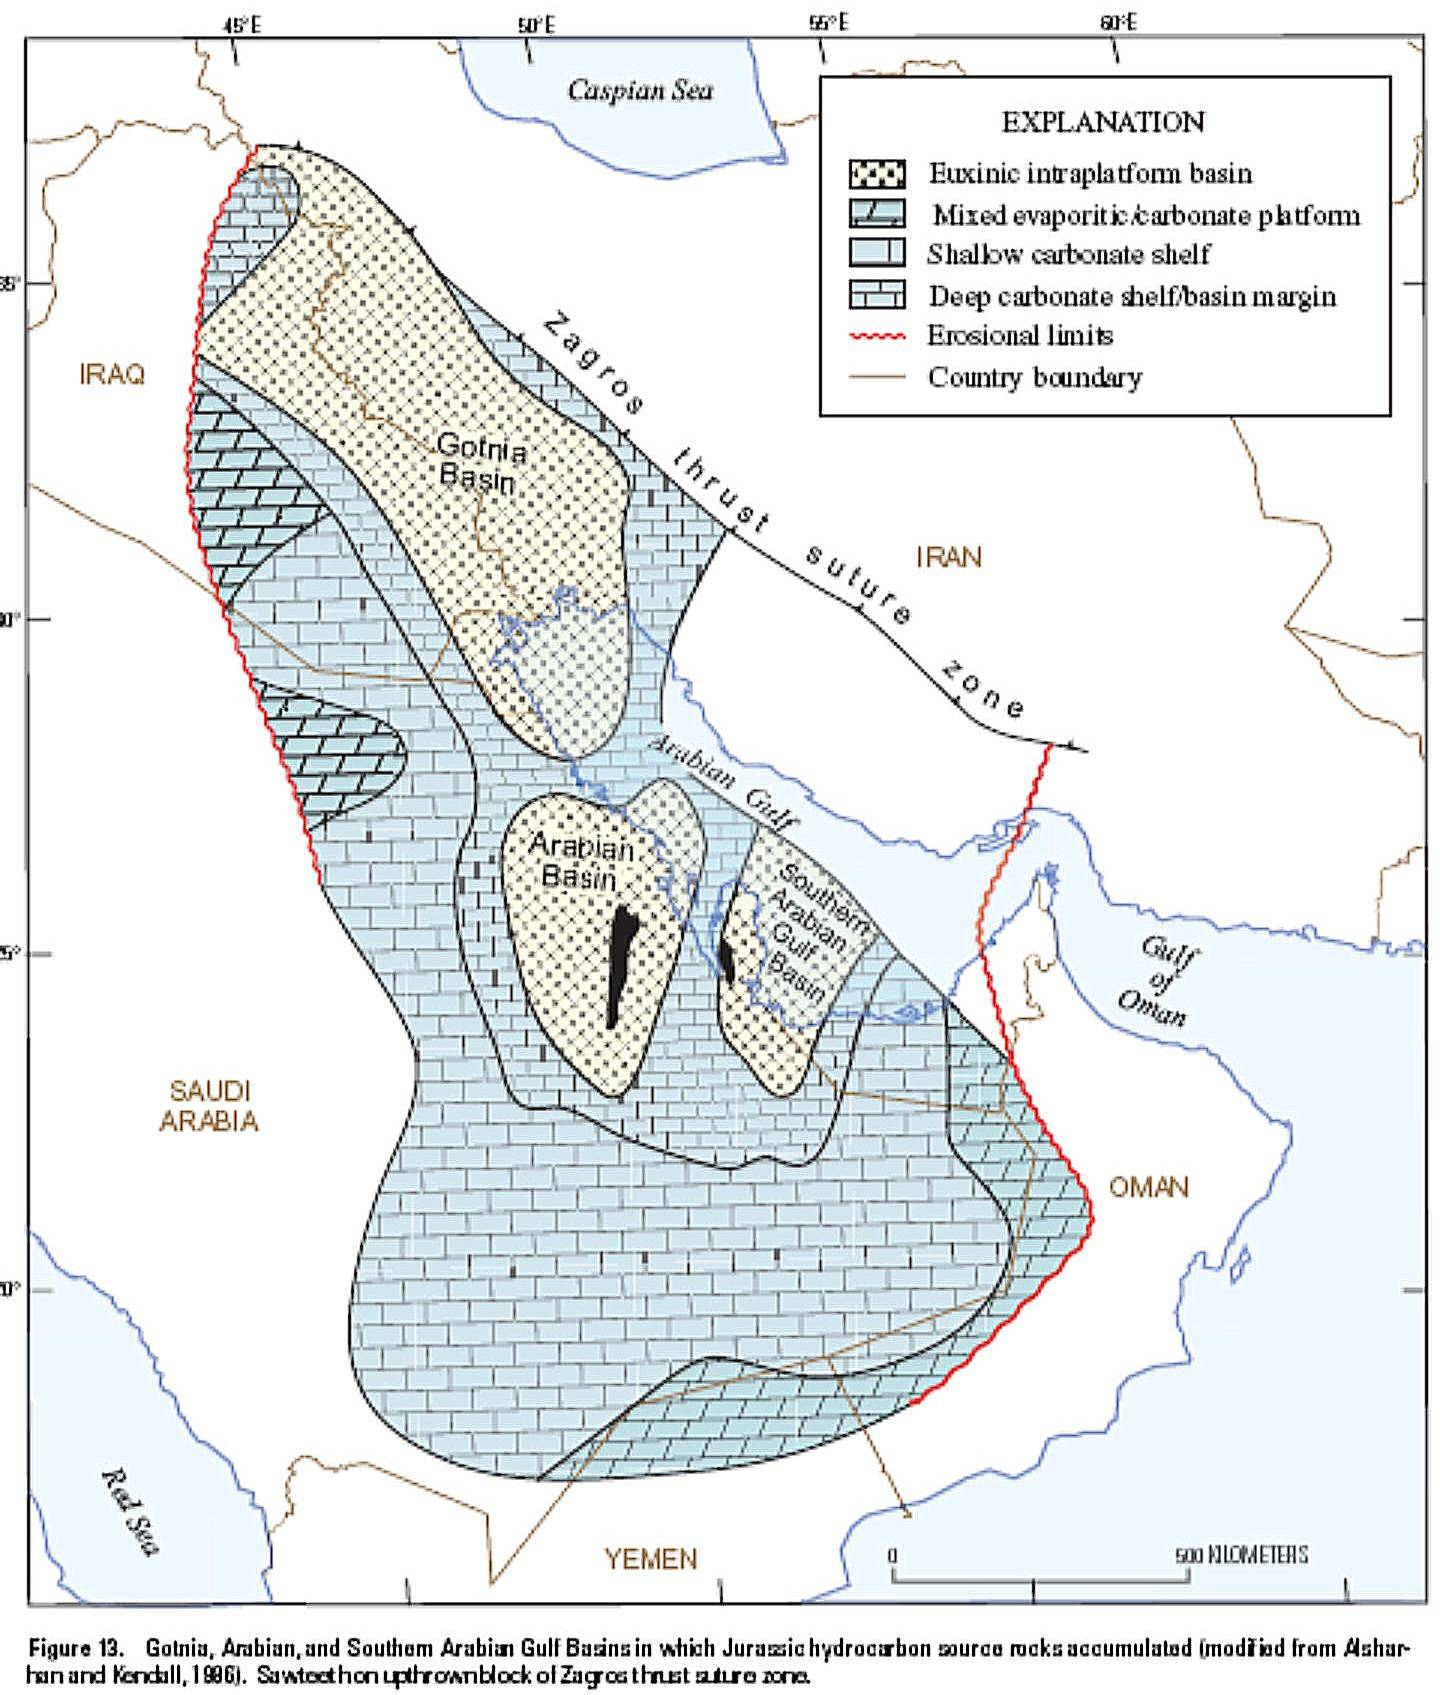 45°E 50°E 55°E 60°E
Caspian Sea
EXPLANATION
Euxinic intraplatform basin
Mixed evaporitic/carbonate platform
Shallow carbonate shelf
Deep carbonate shelf/basin margin
Erosional limits
Country boundary
IRAQ
Zagros thrust suture zone
Gotnia
Basin
IRAN
Arabian Gulf
Arabian
Basin
Southern
Arabian
Gulf
Basin
Gulf
of
Oman
SAUDI
ARABIA
OMAN
Red Sea
YEMEN
0 500 KILOMETERS
Figure 13. Gotnia, Arabian, and Southern Arabian Gulf Basins in which Jurassic hydrocarbon source rocks accumulated (modified from Alshar-
han and Kendall, 1986). Sawteeth on upthrown block of Zagros thrust suture zone.